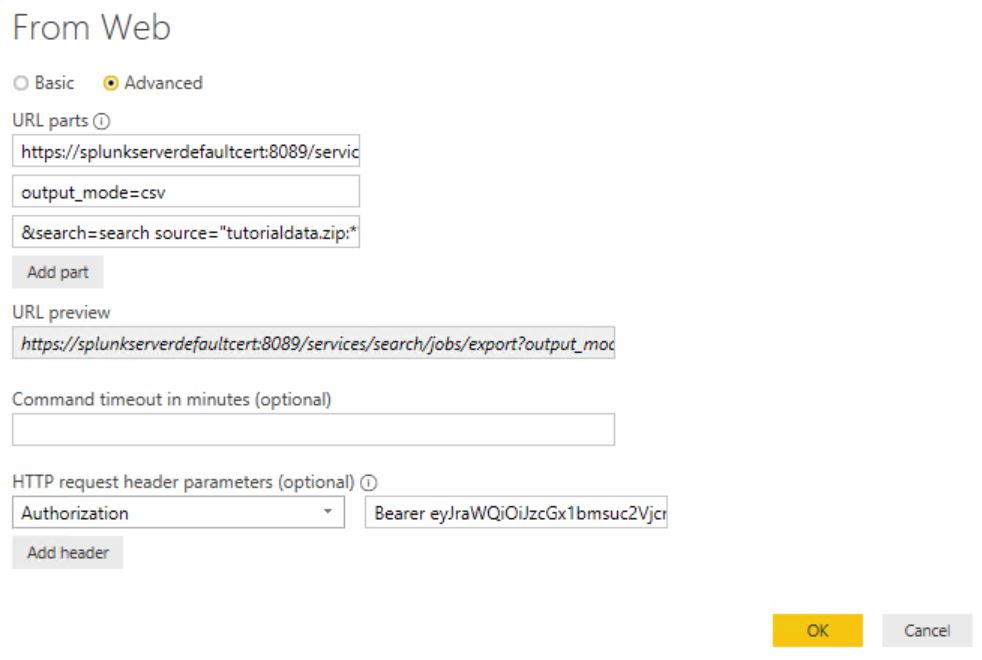 From Web
Basic Advanced
URL parts
https://splunkserverdefaultcert:8089/servic
output_mode=csv
&search=search source="tutorialdata.zip:*
Add part
URL preview
https://splunkserverdefaultcert:8089/services/search/jobs/export?output_moc
Command timeout in minutes (optional)
HTTP request header parameters (optional)
Authorization Bearer eyJraWQiOiJzcGx1bmsuc2Vjcr
Add header
OK Cancel